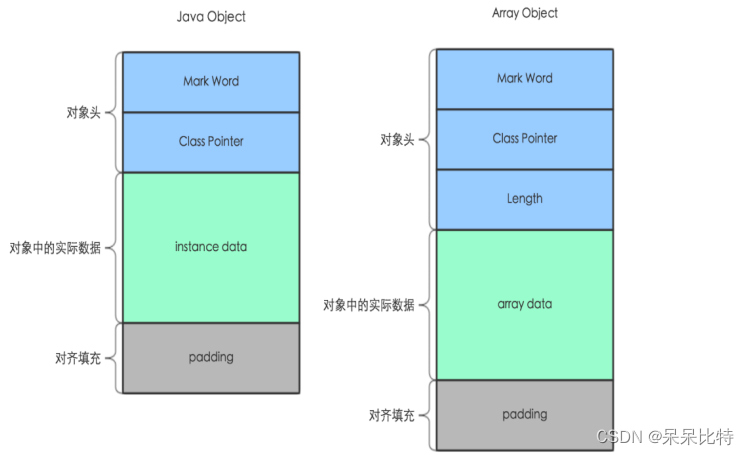 Java Object
Mark Word
对象头
Class Pointer
对象中的实际数据
instance data
对齐填充
padding
Array Object
Mark Word
对象头
Class Pointer
Length
对象中的实际数据
array data
对齐填充
padding
CSDN @呆呆比特